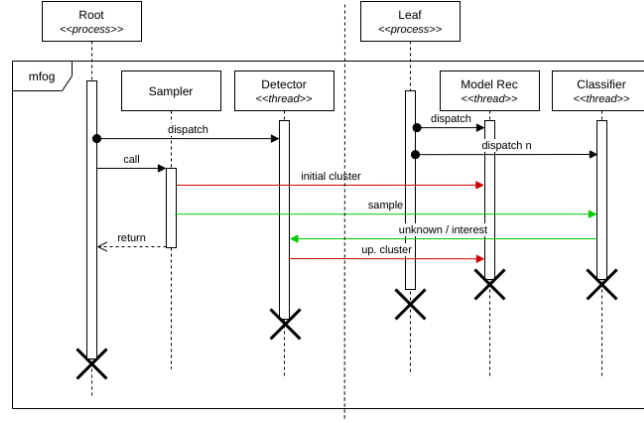 Root
<<process>>
Leaf
<<process>>
mfog
Sampler
Detector
<<thread>>
Model Rec
<<thread>>
Classifier
<<thread>>
dispatch
dispatch
dispatch n
call
initial cluster
sample
unknown / interest
return
up. cluster